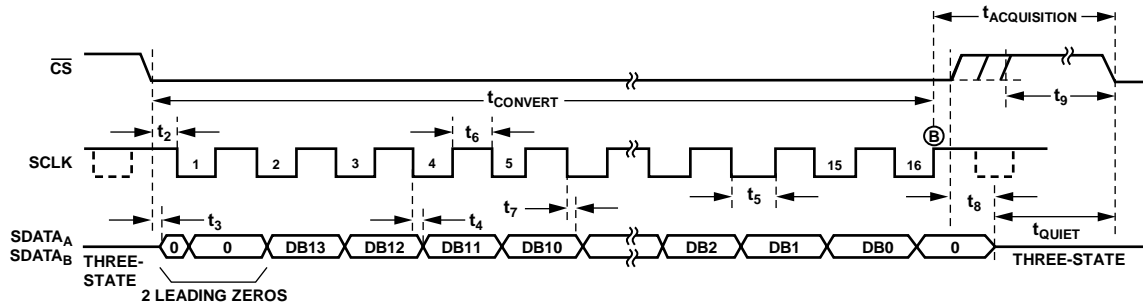 tACQUISITION
CS
tCONVERT
t9
t2
t6
B
SCLK
1 2 3 4 5 15 16
t3
t4
t7
t5
t8
SDATAA
SDATAB
0 0 DB13 DB12 DB11 DB10 DB2 DB1 DB0 0
tQUIET
THREE-
STATE
THREE-STATE
2 LEADING ZEROS